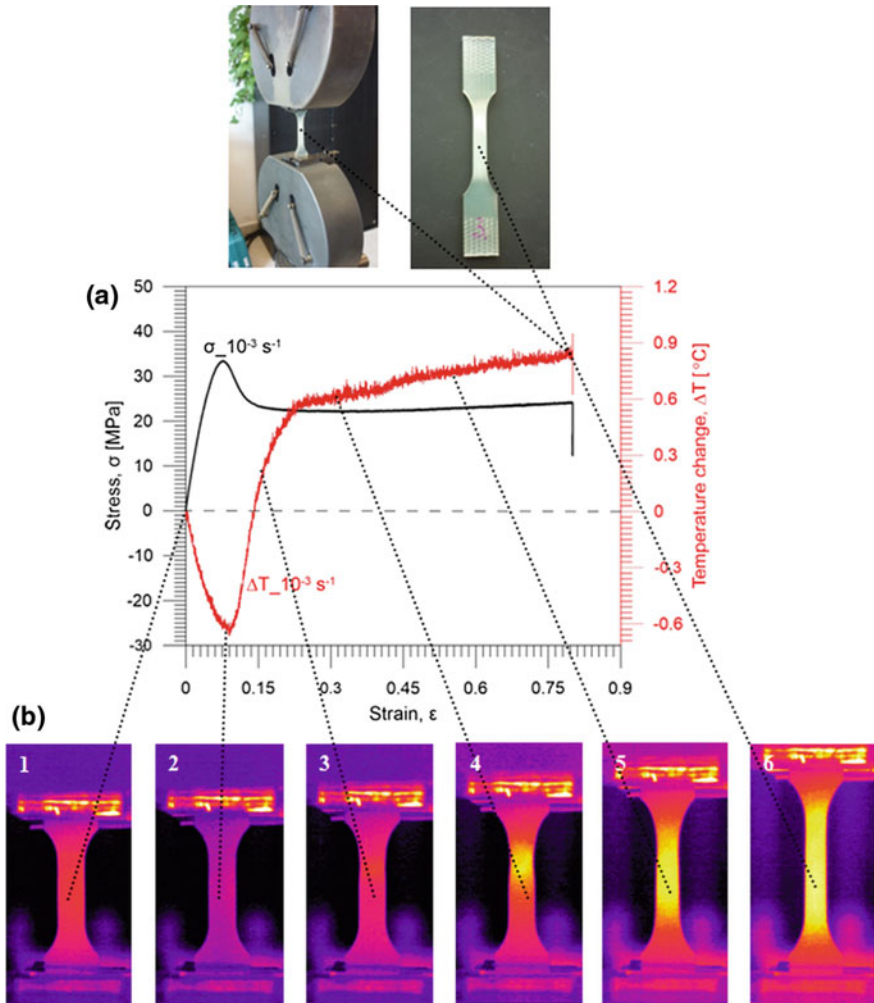 (a)
50
40
30
20
10
0
-10
-20
-30
Stress, σ [MPa]
σ_10⁻³ s⁻¹
ΔT_10⁻³ s⁻¹
1.2
0.9
0.6
0.3
0
-0.3
-0.6
Temperature change, ΔT [°C]
0 0.15 0.3 0.45 0.6 0.75 0.9
Strain, ε
(b)
1 2 3 4 5 6